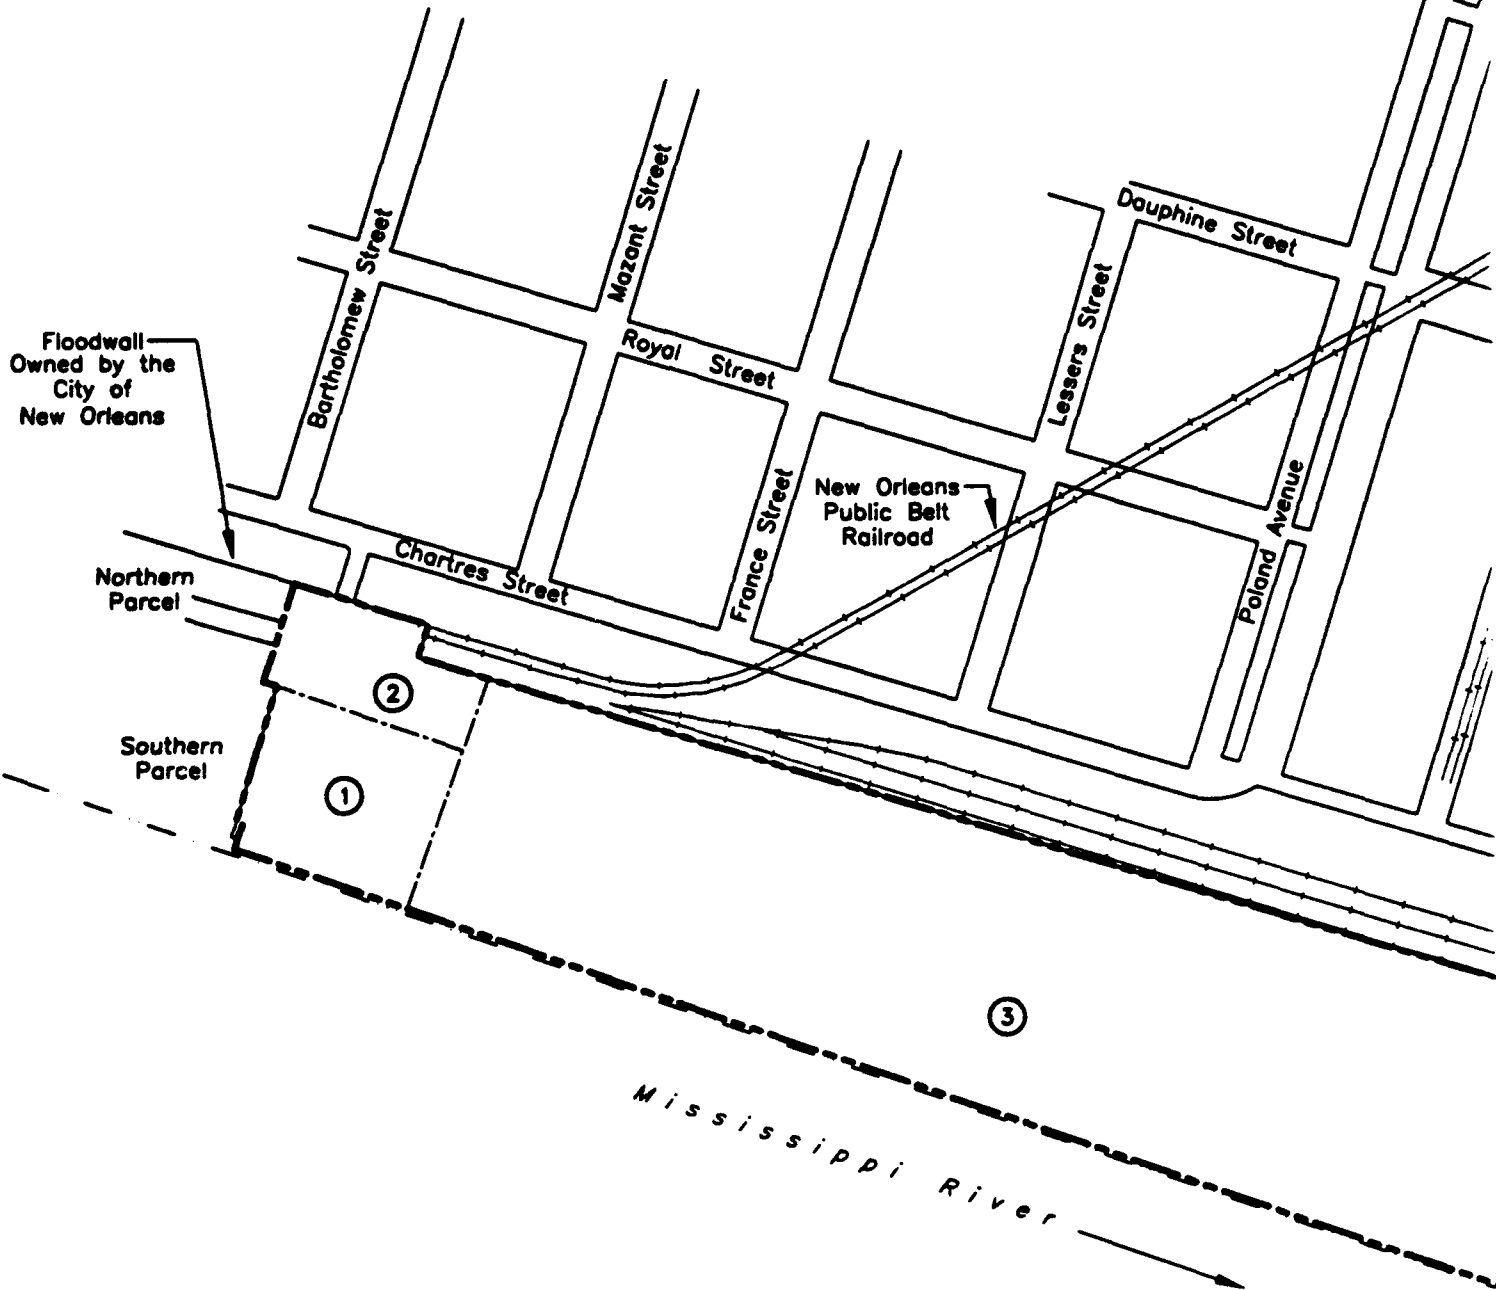 Dauphine Street
Mazant Street
Bartholomew Street
Lessers Street
Floodwall
Owned by the
City of
New Orleans
Royal Street
New Orleans
Public Belt
Railroad
France Street
Poland Avenue
Chartres Street
Northern
Parcel
2
Southern
Parcel
1
3
Mississippi River